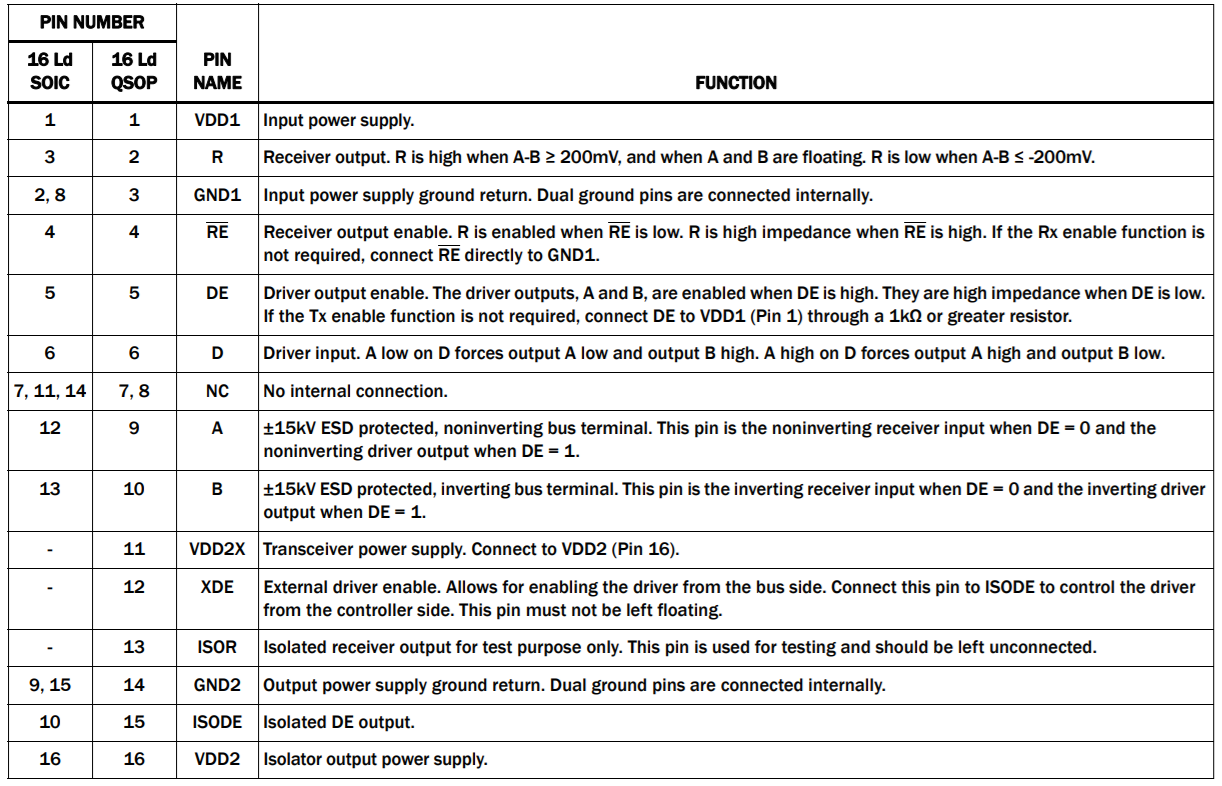 PIN NUMBER
16 Ld SOIC | 16 Ld QSOP | PIN NAME | FUNCTION
1 | 1 | VDD1 | Input power supply.
3 | 2 | R | Receiver output. R is high when A-B ≥ 200mV, and when A and B are floating. R is low when A-B ≤ -200mV.
2, 8 | 3 | GND1 | Input power supply ground return. Dual ground pins are connected internally.
4 | 4 | R̅E̅ | Receiver output enable. R is enabled when R̅E̅ is low. R is high impedance when R̅E̅ is high. If the Rx enable function is
not required, connect R̅E̅ directly to GND1.
5 | 5 | DE | Driver output enable. The driver outputs, A and B, are enabled when DE is high. They are high impedance when DE is low.
If the Tx enable function is not required, connect DE to VDD1 (Pin 1) through a 1kΩ or greater resistor.
6 | 6 | D | Driver input. A low on D forces output A low and output B high. A high on D forces output A high and output B low.
7, 11, 14 | 7, 8 | NC | No internal connection.
12 | 9 | A | ±15kV ESD protected, noninverting bus terminal. This pin is the noninverting receiver input when DE = 0 and the
noninverting driver output when DE = 1.
13 | 10 | B | ±15kV ESD protected, inverting bus terminal. This pin is the inverting receiver input when DE = 0 and the inverting driver
output when DE = 1.
- | 11 | VDD2X | Transceiver power supply. Connect to VDD2 (Pin 16).
- | 12 | XDE | External driver enable. Allows for enabling the driver from the bus side. Connect this pin to ISODE to control the driver
from the controller side. This pin must not be left floating.
- | 13 | ISOR | Isolated receiver output for test purpose only. This pin is used for testing and should be left unconnected.
9, 15 | 14 | GND2 | Output power supply ground return. Dual ground pins are connected internally.
10 | 15 | ISODE | Isolated DE output.
16 | 16 | VDD2 | Isolator output power supply.